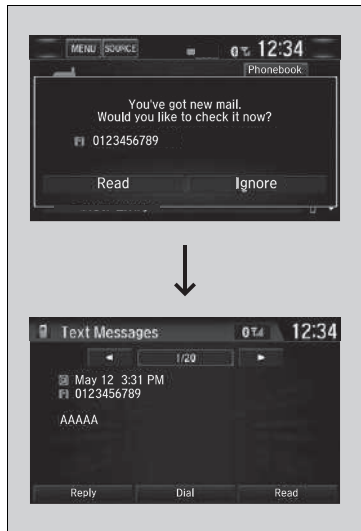 MENU SOURCE 12:34
Phonebook
You've got new mail.
Would you like to check it now?
0123456789
Read Ignore
Text Messages 12:34
1/20
May 12 3:31 PM
0123456789
AAAAA
Reply Dial Read